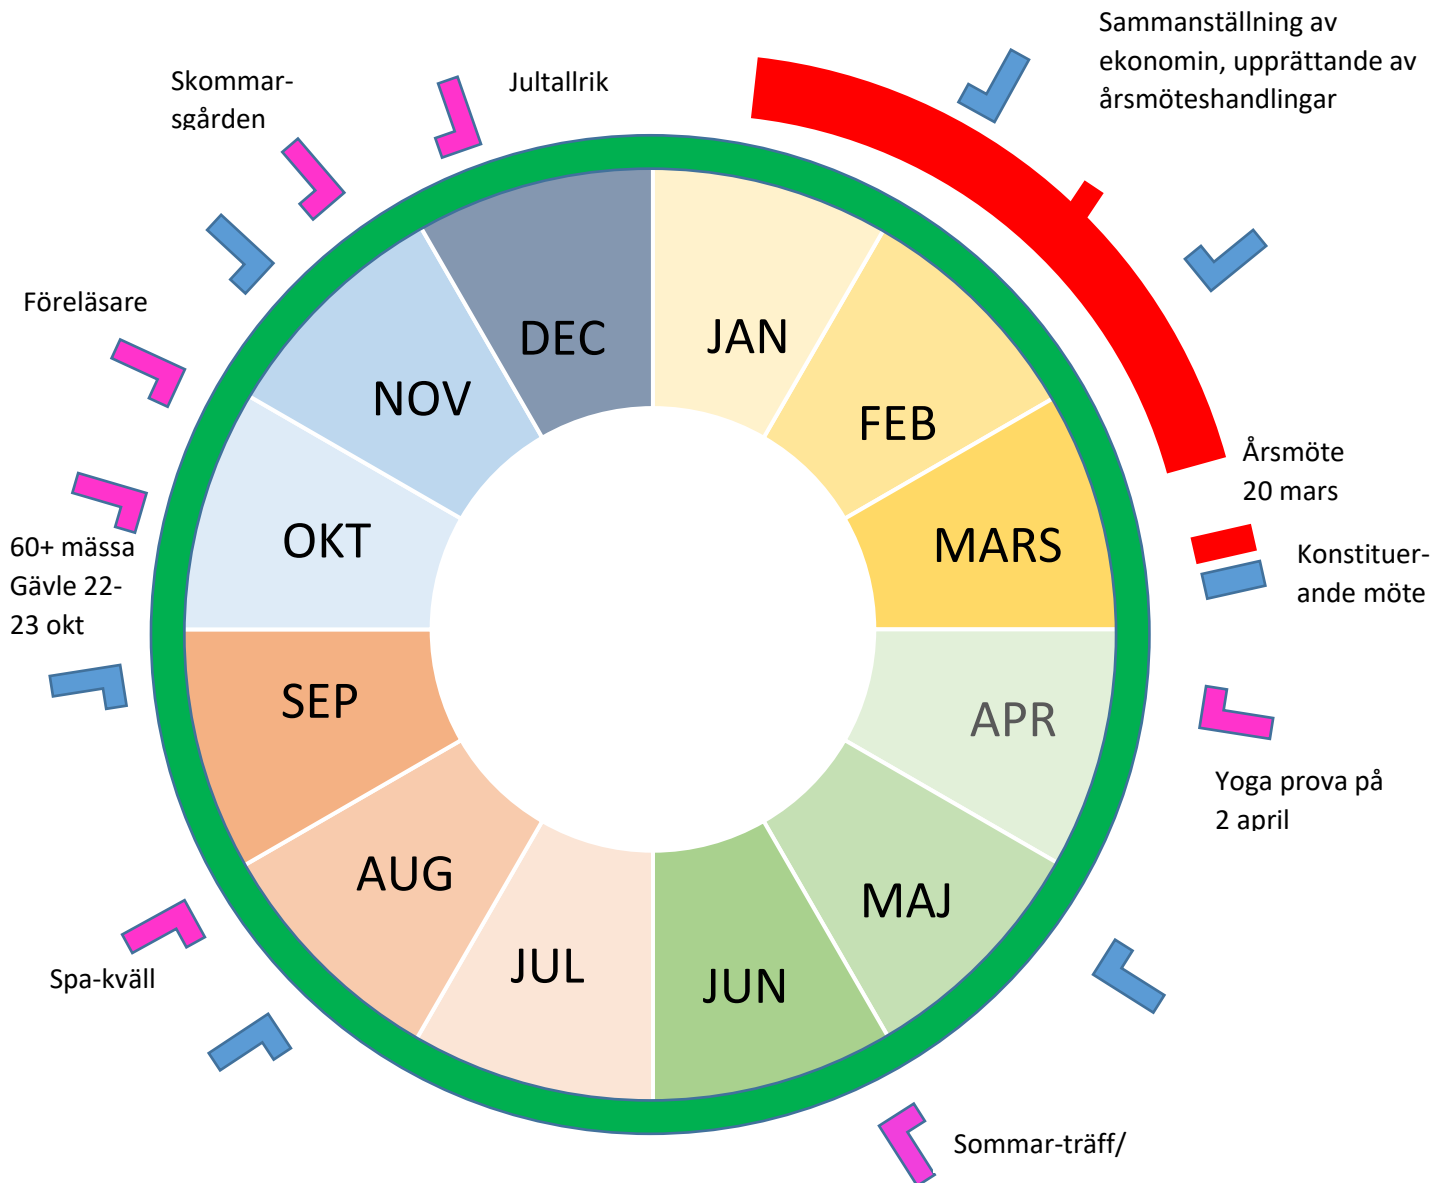 Sammanställning av
ekonomin, upprättande av
årsmöteshandlingar
Skommar-
sgården
Jultallrik
Föreläsare
DEC
JAN
NOV
FEB
OKT
MARS
SEP
APR
AUG
MAJ
JUL
JUN
Årsmöte
20 mars
Konstituer-
ande möte
60+ mässa
Gävle 22-
23 okt
Yoga prova på
2 april
Spa-kväll
Sommar-träff/